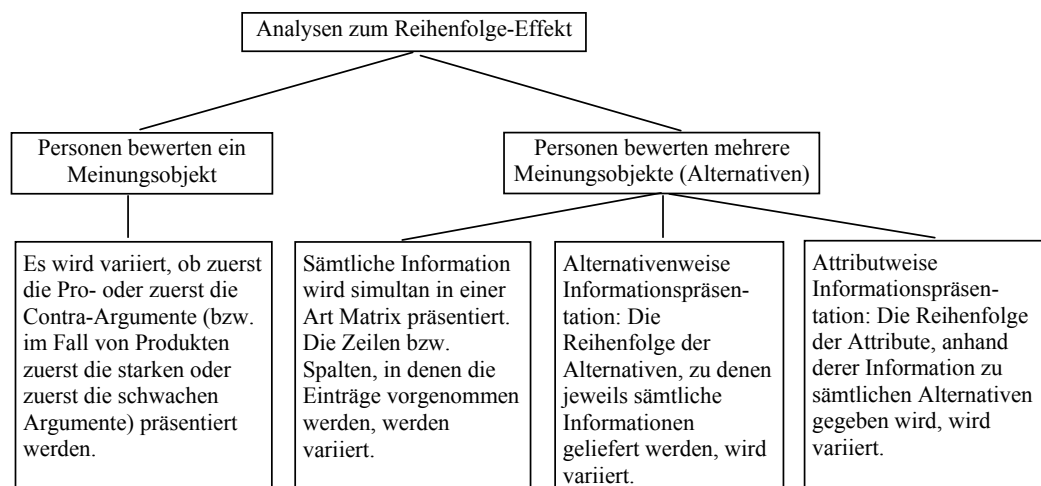 Analysen zum Reihenfolge-Effekt
Personen bewerten ein
Meinungsobjekt
Personen bewerten mehrere
Meinungsobjekte (Alternativen)
Es wird variiert, ob zuerst
die Pro- oder zuerst die
Contra-Argumente (bzw.
im Fall von Produkten
zuerst die starken oder
zuerst die schwachen
Argumente) präsentiert
werden.
Sämtliche Information
wird simultan in einer
Art Matrix präsentiert.
Die Zeilen bzw.
Spalten, in denen die
Einträge vorgenommen
werden, werden
variiert.
Alternativenweise
Informationspräsen-
tation: Die
Reihenfolge der
Alternativen, zu denen
jeweils sämtliche
Informationen
geliefert werden, wird
variiert.
Attributweise
Informationspräsen-
tation: Die Reihenfolge
der Attribute, anhand
derer Information zu
sämtlichen Alternativen
gegeben wird, wird
variiert.